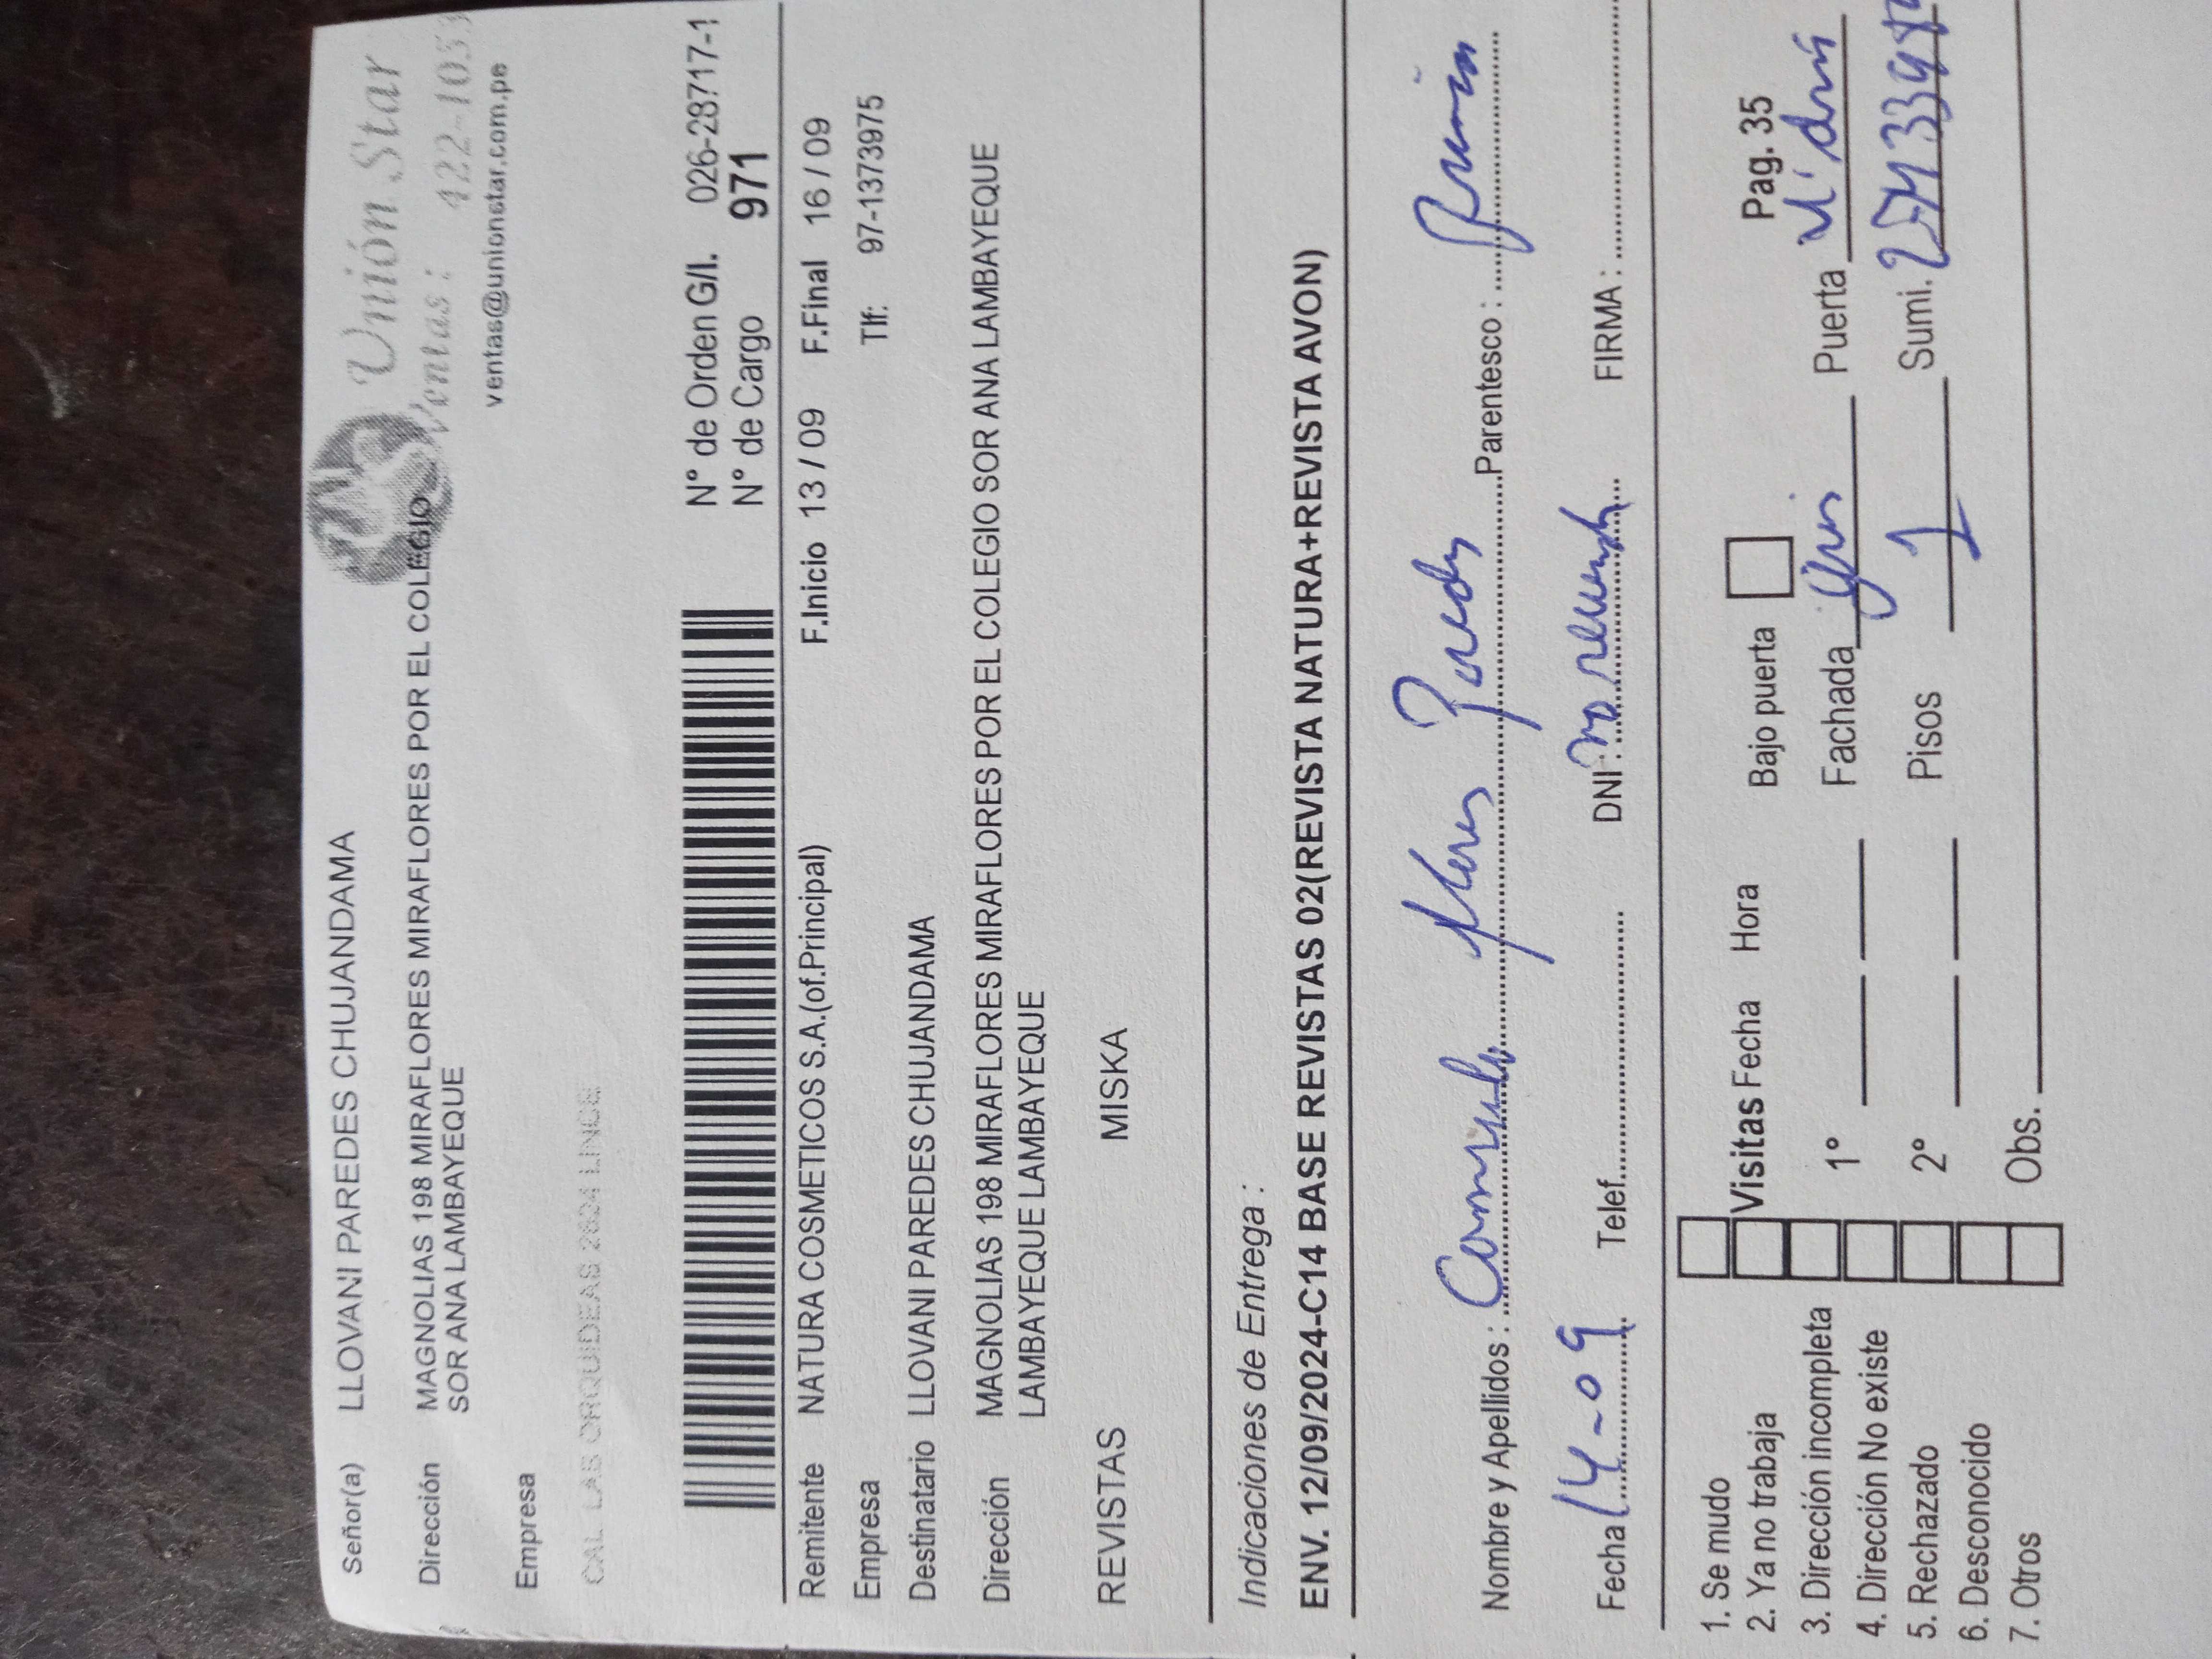 Señor(a) LLOVANI PAREDES CHUJANDAMA
Unión Star
Ventas : 422-105
ventas@unionstar.com.pe
Dirección MAGNOLIAS 198 MIRAFLORES MIRAFLORES POR EL COLEGIO
SOR ANA LAMBAYEQUE
Empresa
CAL. LAS ORQUIDEAS 2624 LINCE
N° de Orden G/I. 026-28717-1
N° de Cargo 971
Remitente NATURA COSMETICOS S.A.(of.Principal) F.Inicio 13 / 09 F.Final 16 / 09
Empresa Tlf: 97-1373975
Destinatario LLOVANI PAREDES CHUJANDAMA
Dirección MAGNOLIAS 198 MIRAFLORES MIRAFLORES POR EL COLEGIO SOR ANA LAMBAYEQUE
LAMBAYEQUE LAMBAYEQUE
REVISTAS MISKA
Indicaciones de Entrega :
ENV. 12/09/2024-C14 BASE REVISTAS 02(REVISTA NATURA+REVISTA AVON)
Nombre y Apellidos : Parentesco :
Fecha 14-09 Telef. DNI : FIRMA :
1. Se mudo
2. Ya no trabaja
3. Dirección incompleta
4. Dirección No existe
5. Rechazado
6. Desconocido
7. Otros
Visitas Fecha Hora Bajo puerta Pag. 35
1° Fachada Puerta
2° Pisos 1 Sumi.
Obs.